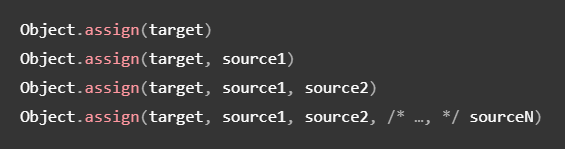 Object.assign(target)
Object.assign(target, source1)
Object.assign(target, source1, source2)
Object.assign(target, source1, source2, /* …, */ sourceN)